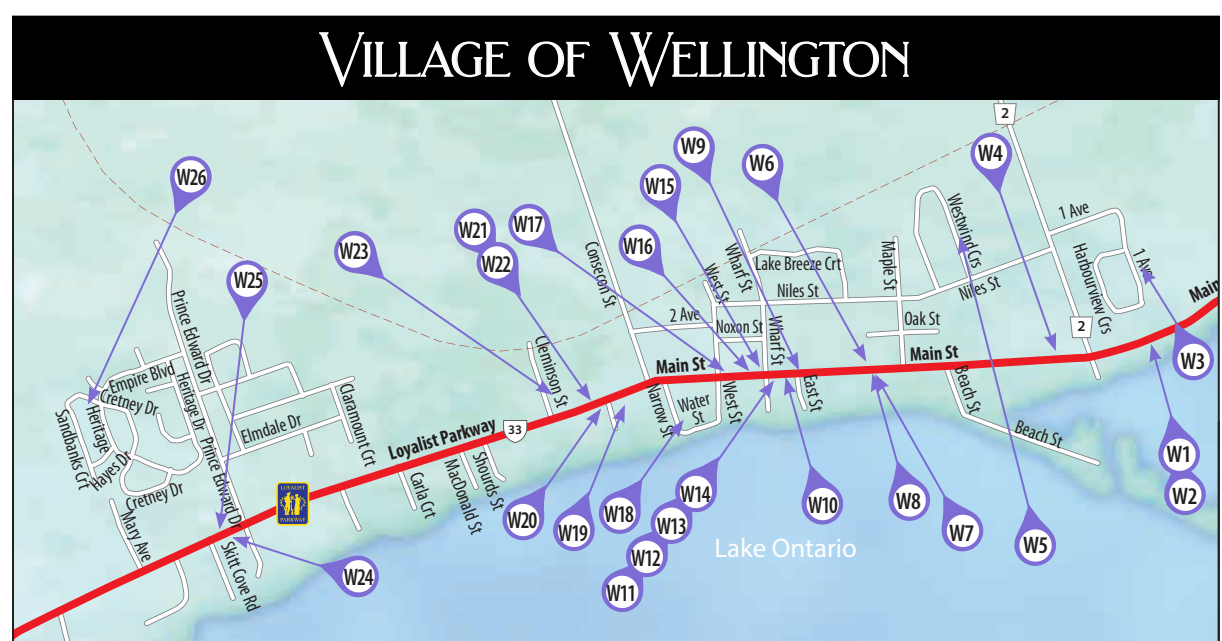 VILLAGE OF WELLINGTON
2
W9
W6
W4
W26
W15
W21
W17
W23
W22
W16
W25
Consecon St
Wharf St
West St
Lake Breeze Crt
Niles St
Maple St
Westwind Crs
1 Ave
1 Ave
Niles St
Harbourview Crs
Main
2 Ave
Noxon St
Wharf St
Oak St
2
Prince Edward Dr
Cleminson St
Main St
Main St
W3
Empire Blvd
Cretney Dr
Heritage Dr
Claramount Crt
Narrow St
Water
St
West St
East St
Beach St
Sandbanks Crt
Heritage
Elmdale Dr
Loyalist Parkway
33
Beach St
Hayes Dr
Prince Edward Dr
Cretney Dr
W1
W2
LOYALIST
PARKWAY
Carla Crt
MacDonald St
Shourds St
W14
W10
W8
W7
Mary Ave
W20
W19
W18
W13
W5
W12
W11
Lake Ontario
Skitt Cove Rd
W24